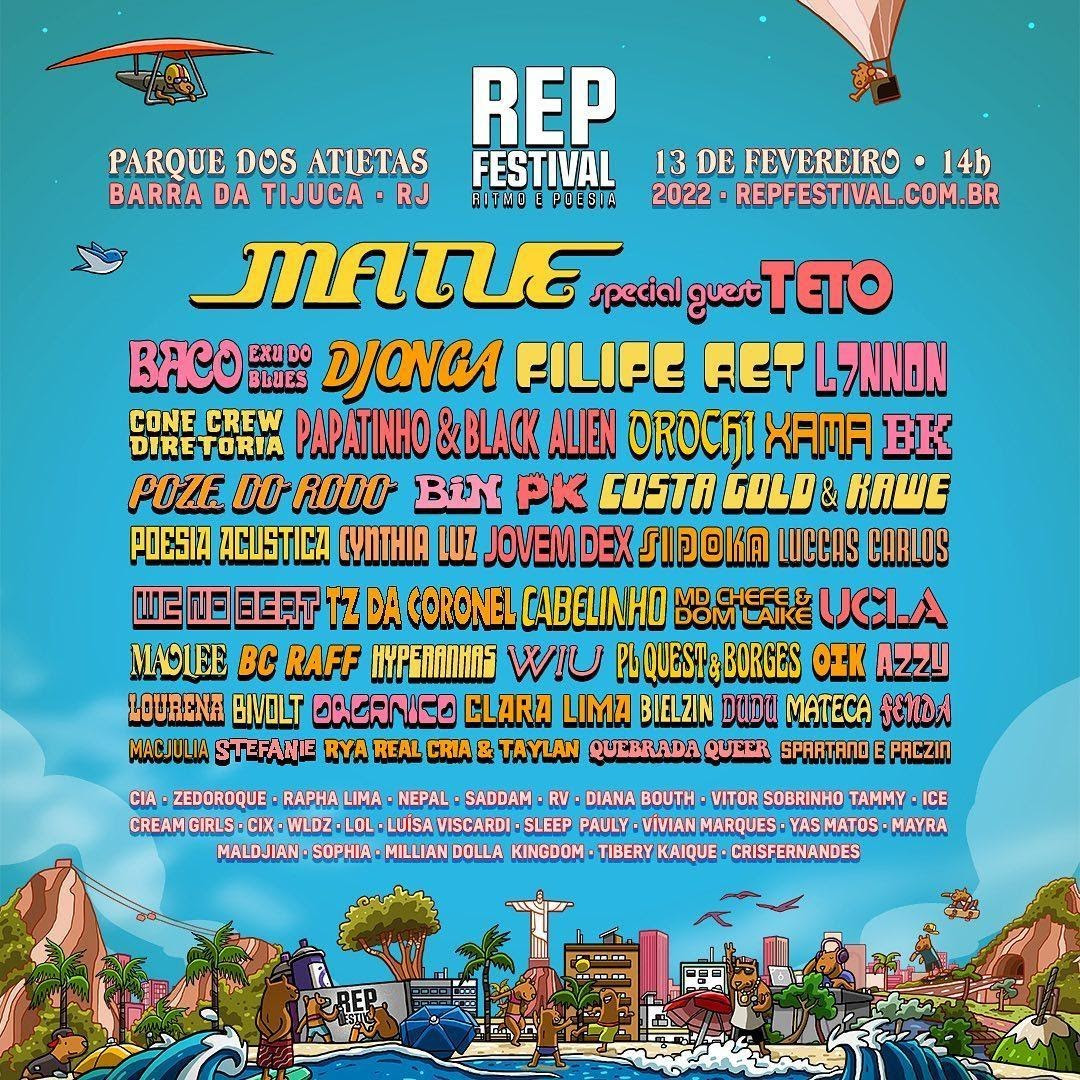 REP
FESTIVAL
RITMO E POESIA
PARQUE DOS ATLETAS
BARRA DA TIJUCA · RJ
13 DE FEVEREIRO • 14h
2022 · REPFESTIVAL.COM.BR
MATUE special guest TETO
BACO EXU DO BLUES DJONGA FILIPE RET L7NNON
CONE CREW DIRETORIA PAPATINHO & BLACK ALIEN OROCHI XAMA BK
POZE DO RODO BIN PK COSTA GOLD & KAWE
POESIA ACUSTICA CYNTHIA LUZ JOVEM DEX SIDOKA LUCCAS CARLOS
WC NO BEAT TZ DA CORONEL CABELINHO MD CHEFE & DOM LAIKE UCLA
MAOLEE BC RAFF HYPERANHAS WIU PL QUEST & BORGES OIK AZZY
LOURENA BIVOLT ORGANICO CLARA LIMA BIELZIN DUDU MATECA FENDA
MACJULIA STEFANIE RYA REAL CRIA & TAYLAN QUEBRADA QUEER SPARTANO E PACZIN
CIA · ZEDOROQUE · RAPHA LIMA · NEPAL · SADDAM · RV · DIANA BOUTH · VITOR SOBRINHO TAMMY · ICE
CREAM GIRLS · CIX · WLDZ · LOL · LUÍSA VISCARDI · SLEEP PAULY · VÍVIAN MARQUES · YAS MATOS · MAYRA
MALDJIAN · SOPHIA · MILLIAN DOLLA KINGDOM · TIBERY KAIQUE · CRISFERNANDES
REP